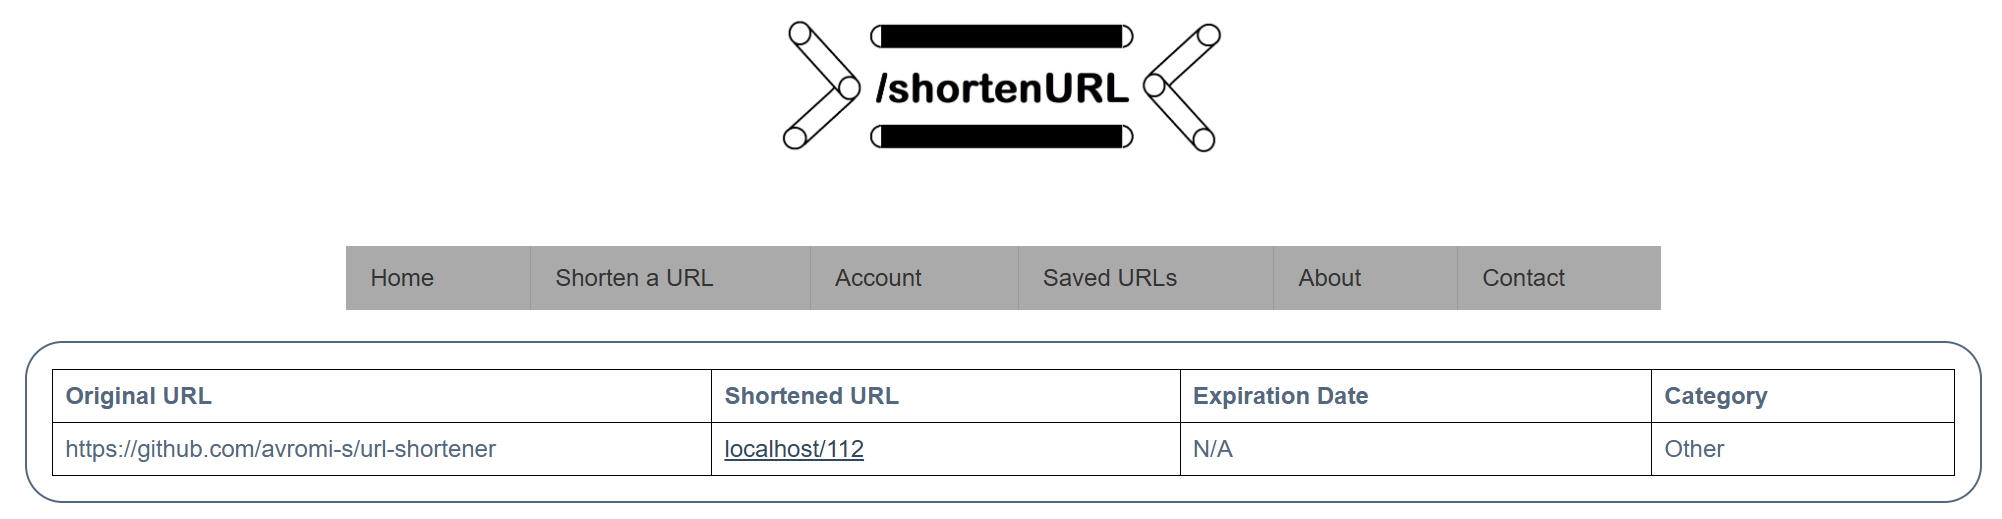 /shortenURL
Home Shorten a URL Account Saved URLs About Contact
Original URL Shortened URL Expiration Date Category
https://github.com/avromi-s/url-shortener localhost/112 N/A Other